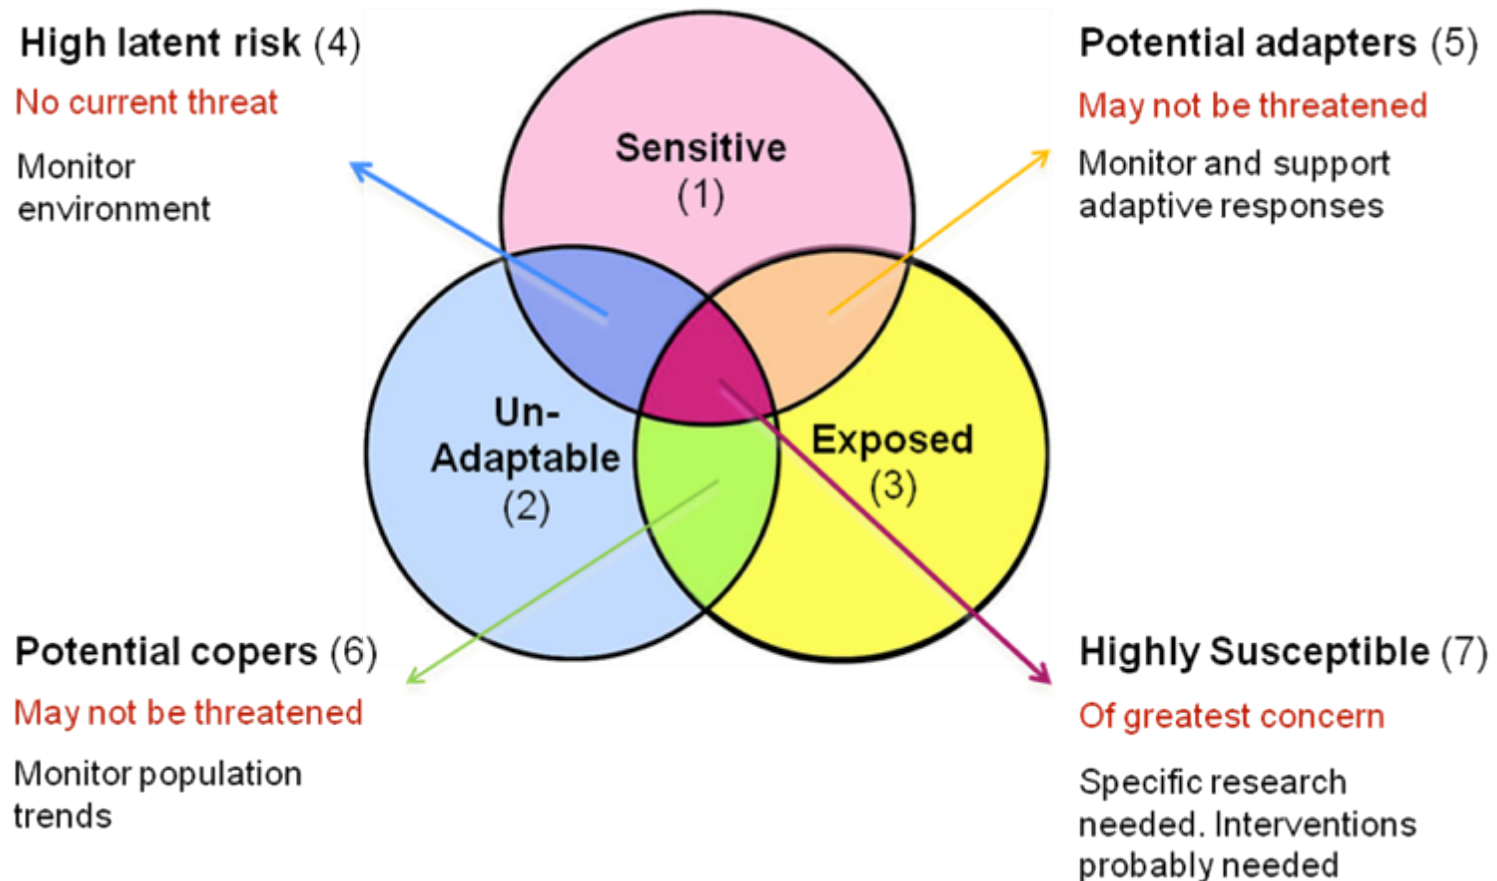 High latent risk (4)
No current threat
Monitor
environment
Potential adapters (5)
May not be threatened
Monitor and support
adaptive responses
Sensitive
(1)
Un-
Adaptable
(2)
Exposed
(3)
Potential copers (6)
May not be threatened
Monitor population
trends
Highly Susceptible (7)
Of greatest concern
Specific research
needed. Interventions
probably needed